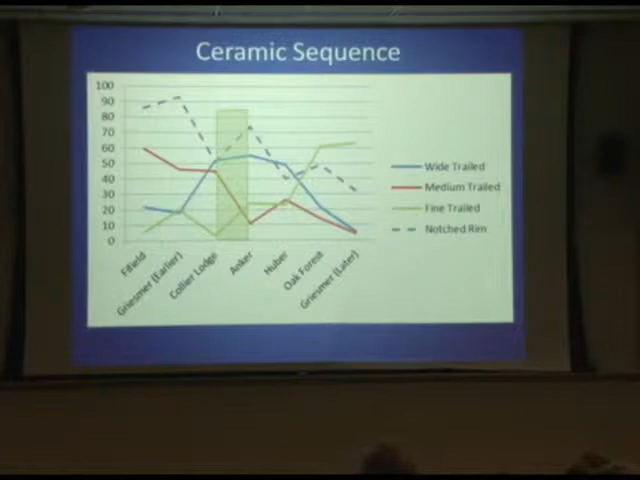 Ceramic Sequence
100
90
80
70
60
50
40
30
20
10
0
Fifield
Griesmer (Earlier)
Collier Lodge
Anker
Huber
Oak Forest
Griesmer (Later)
Wide Trailed
Medium Trailed
Fine Trailed
Notched Rim